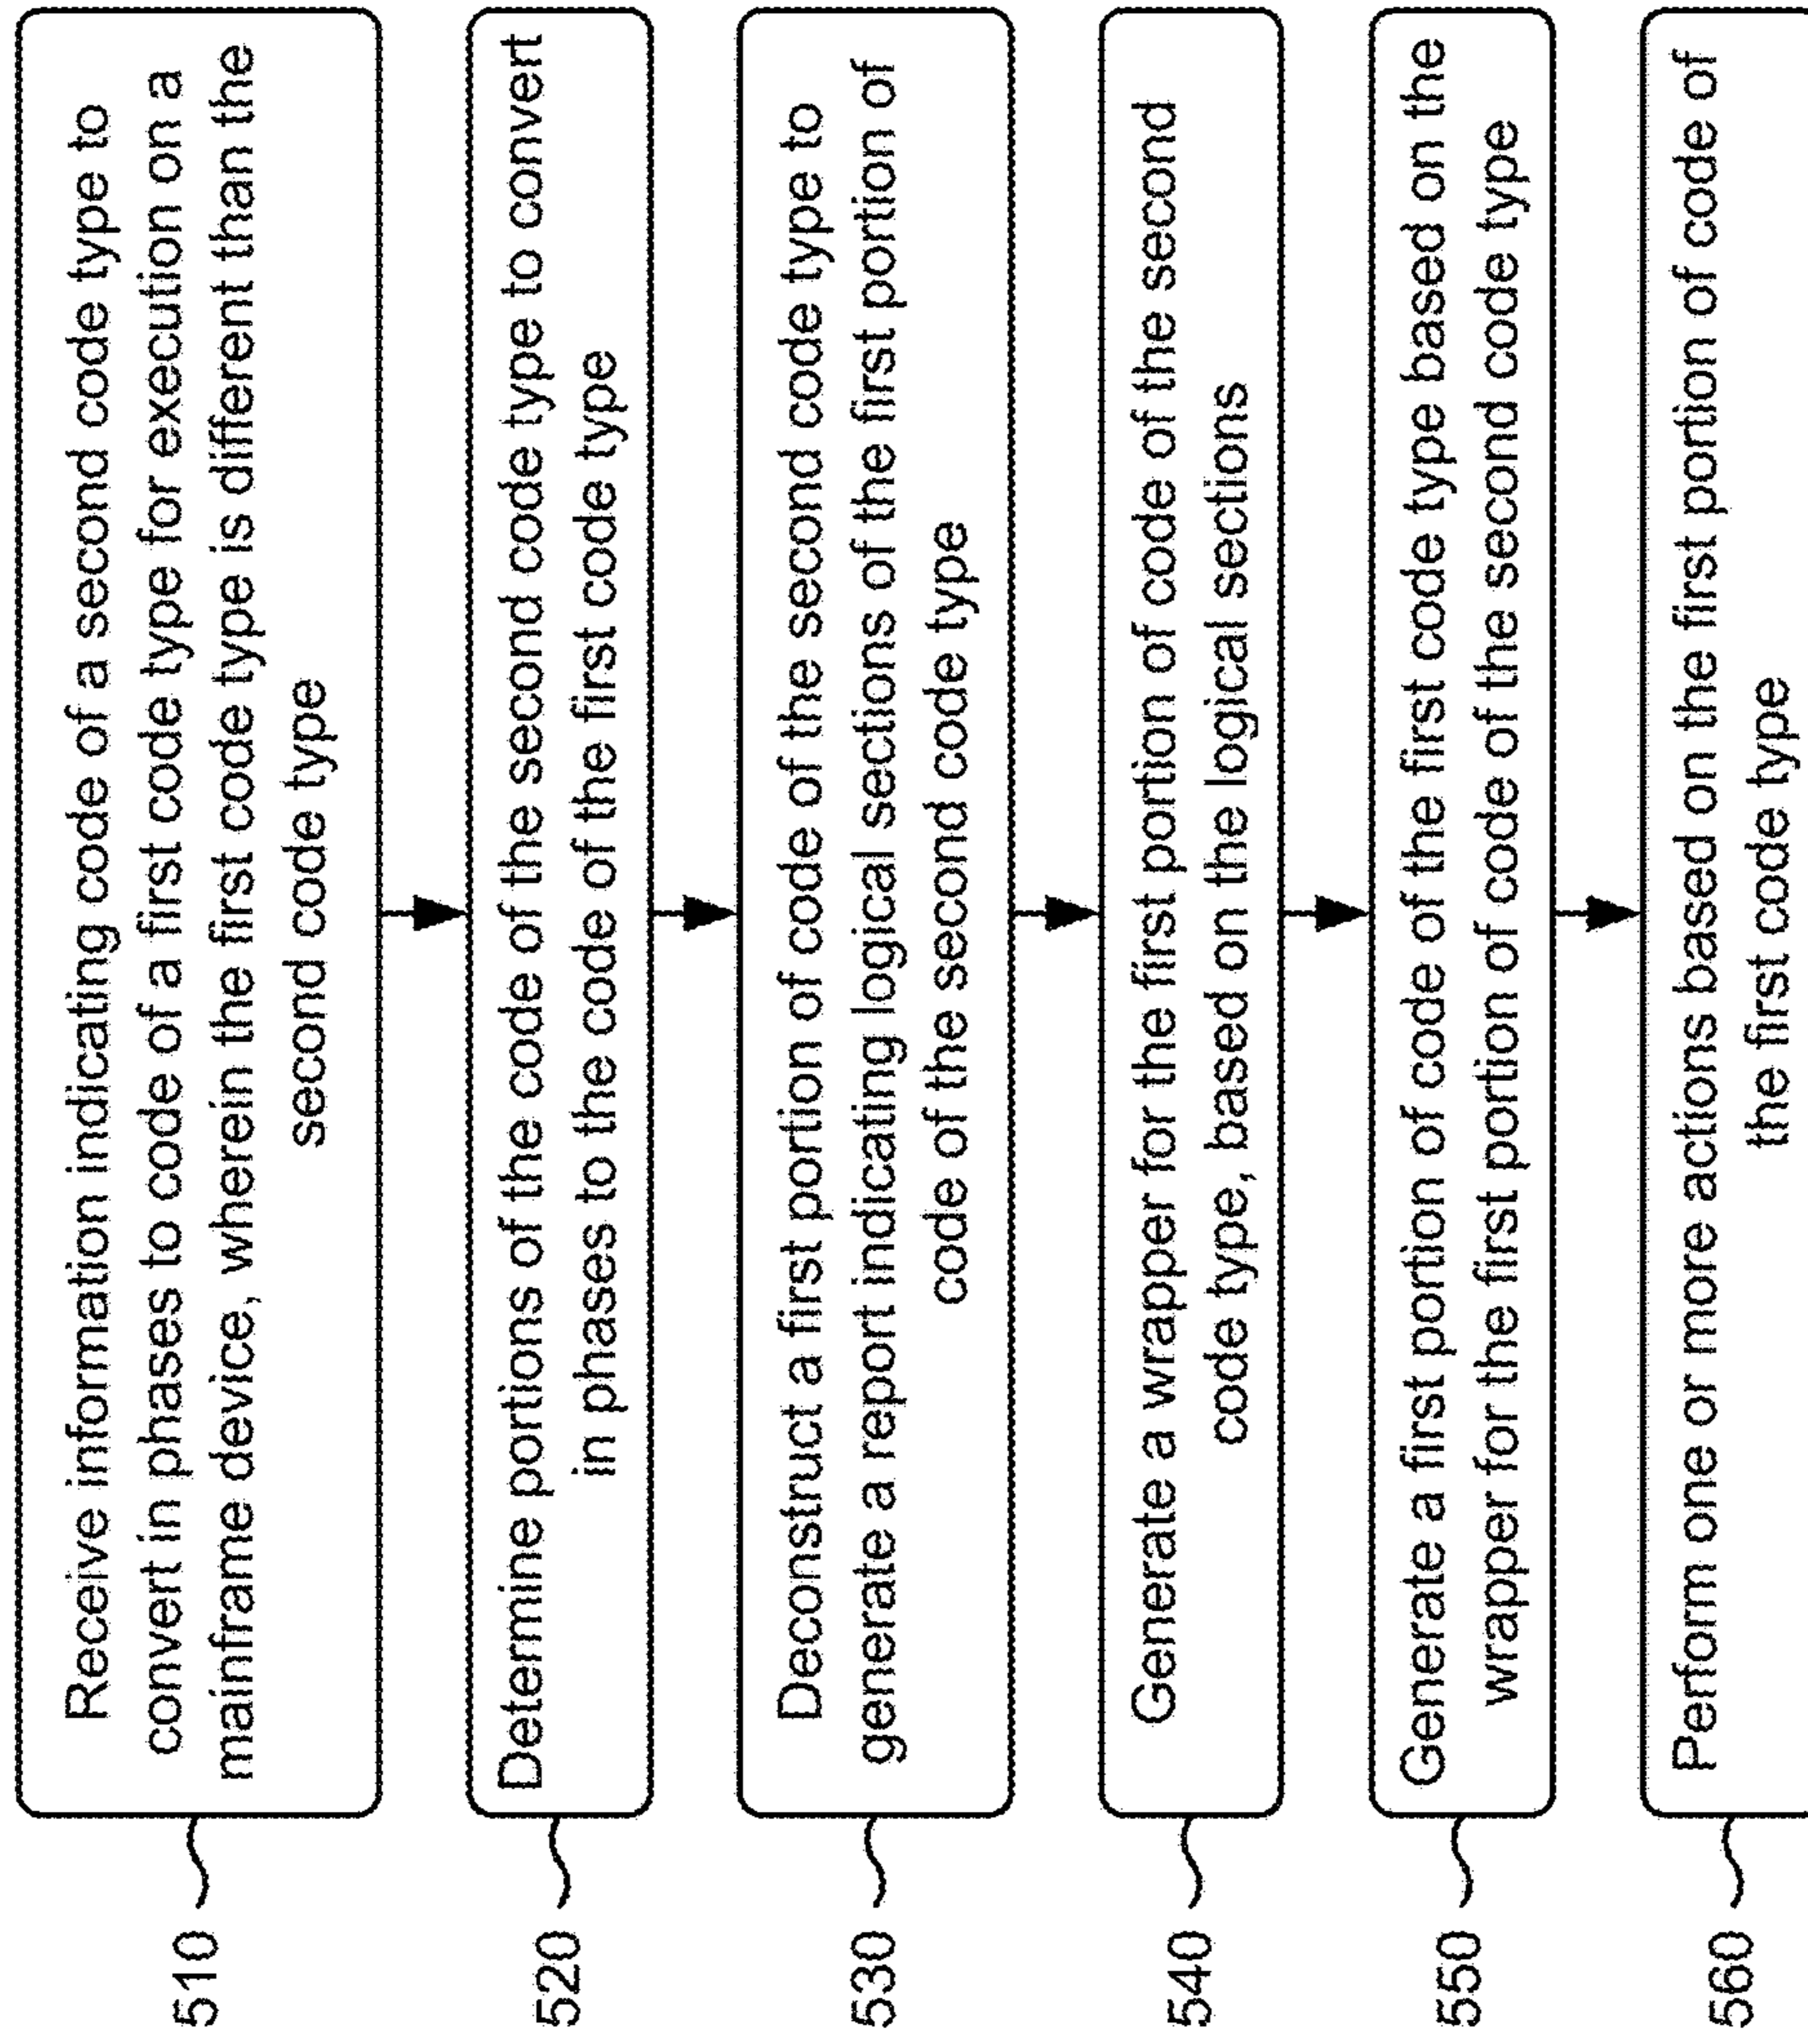 510
Receive information indicating code of a second code type to
convert in phases to code of a first code type for execution on a
mainframe device, wherein the first code type is different than the
second code type
520
Determine portions of the code of the second code type to convert
in phases to the code of the first code type
530
Deconstruct a first portion of code of the second code type to
generate a report indicating logical sections of the first portion of
code of the second code type
540
Generate a wrapper for the first portion of code of the second
code type, based on the logical sections
550
Generate a first portion of code of the first code type based on the
wrapper for the first portion of code of the second code type
560
Perform one or more actions based on the first portion of code of
the first code type